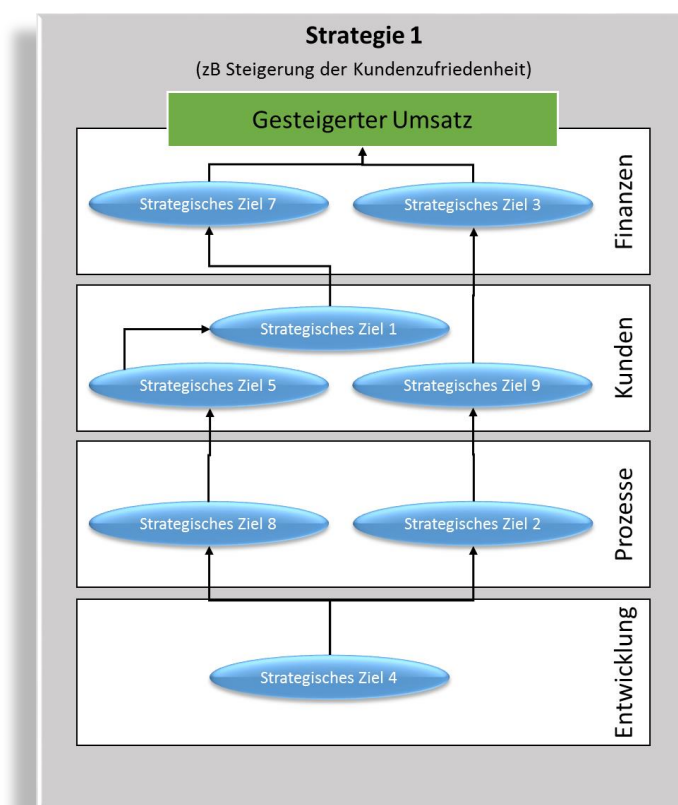 Strategie 1
(zB Steigerung der Kundenzufriedenheit)
Gesteigerter Umsatz
Finanzen
Strategisches Ziel 7
Strategisches Ziel 3
Kunden
Strategisches Ziel 1
Strategisches Ziel 5
Strategisches Ziel 9
Prozesse
Strategisches Ziel 8
Strategisches Ziel 2
Entwicklung
Strategisches Ziel 4